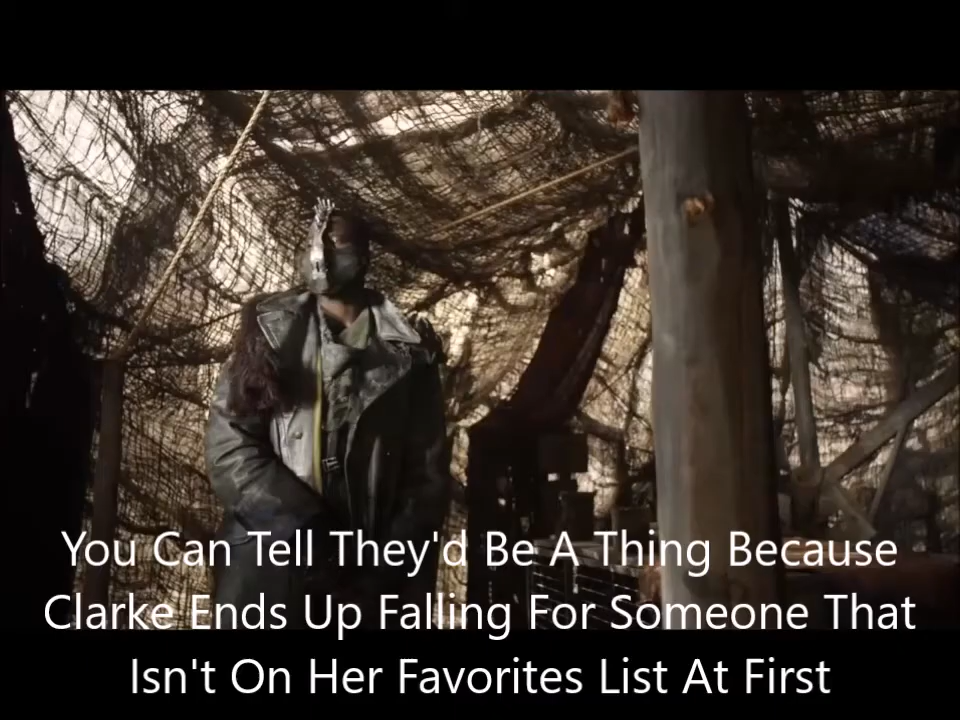 You Can Tell They'd Be A Thing Because
Clarke Ends Up Falling For Someone That
Isn't On Her Favorites List At First